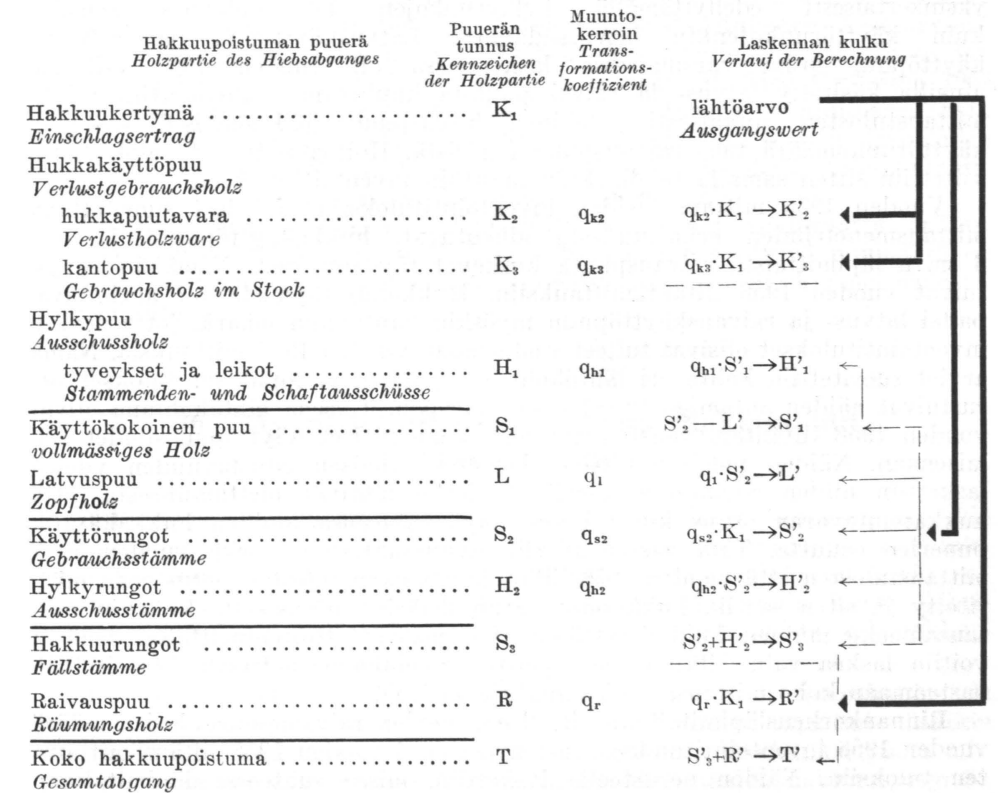 Hakkuupoistuman puuerä
Holzpartie des Hiebsabganges
Puuerän
tunnus
Kennzeichen
der Holzpartie
Muunto-
kerroin
Trans-
formations-
koeffizient
Laskennan kulku
Verlauf der Berechnung
Hakkuukertymä ........................ K₁ lähtöarvo
Einschlagsertrag Ausgangswert
Hukkakäyttöpuu
Verlustgebrauchsholz
hukkapuutavara .................... K₂ qk2 qk2·K₁ →K'₂
Verlustholzware
kantopuu .......................... K₃ qk3 qk3·K₁ →K'₃
Gebrauchsholz im Stock
Hylkypuu
Ausschussholz
tyveykset ja leikot ................ H₁ qh1 qh1·S'₁→H'₁
Stammenden- und Schaftausschüsse
Käyttökokoinen puu .................. S₁ S'₂— L'→S'₁
vollmässiges Holz
Latvuspuu ............................ L ql ql·S'₂→L'
Zopfholz
Käyttörungot ........................ S₂ qs2 qs2·K₁→S'₂
Gebrauchsstämme
Hylkyrungot ........................ H₂ qh2 qh2·S'₂→H'₂
Ausschusstämme
Hakkuurungot ........................ S₃ S'₂+H'₂→S'₃
Fällstämme
Raivauspuu .......................... R qr qr·K₁→R'
Räumungsholz
Koko hakkuupoistuma ................ T S'₃+R'→T'
Gesamtabgang